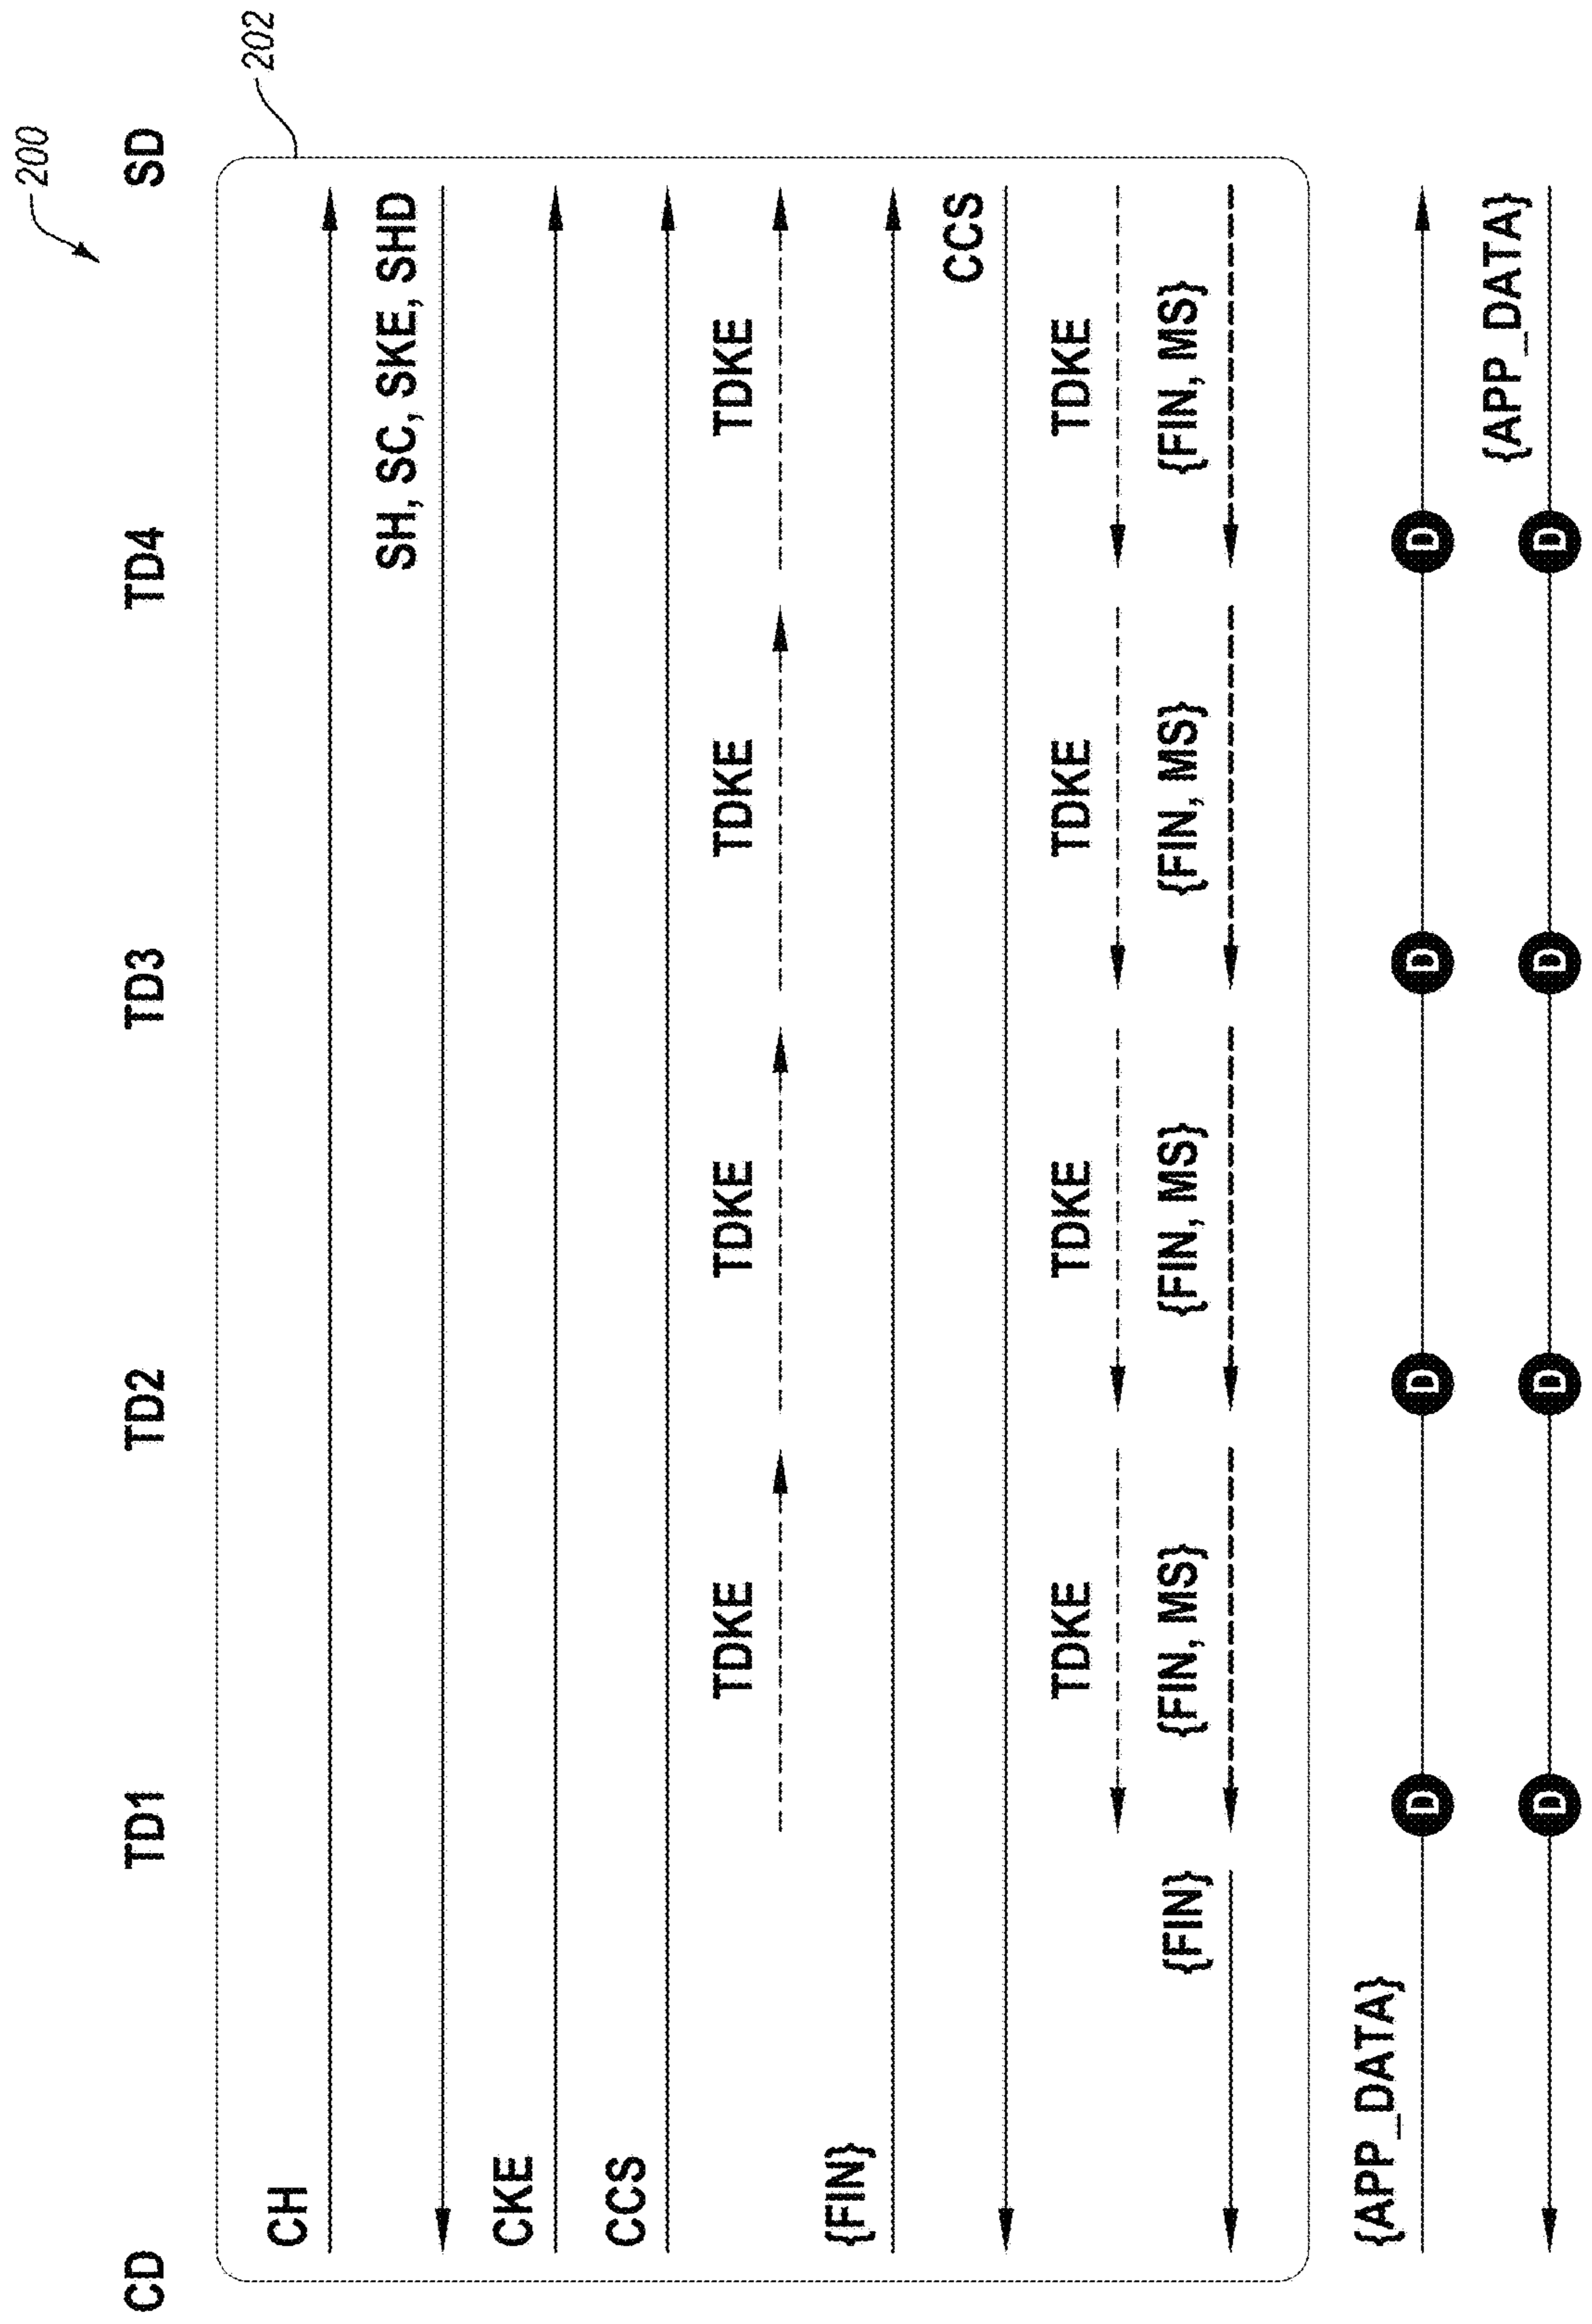 200
202
CD TD1 TD2 TD3 TD4 SD
CH
SH, SC, SKE, SHD
CKE
CCS
TDKE TDKE TDKE TDKE
{FIN}
CCS
TDKE TDKE TDKE TDKE
{FIN} {FIN, MS} {FIN, MS} {FIN, MS} {FIN, MS}
{APP_DATA}
D D D D
{APP_DATA}
D D D D